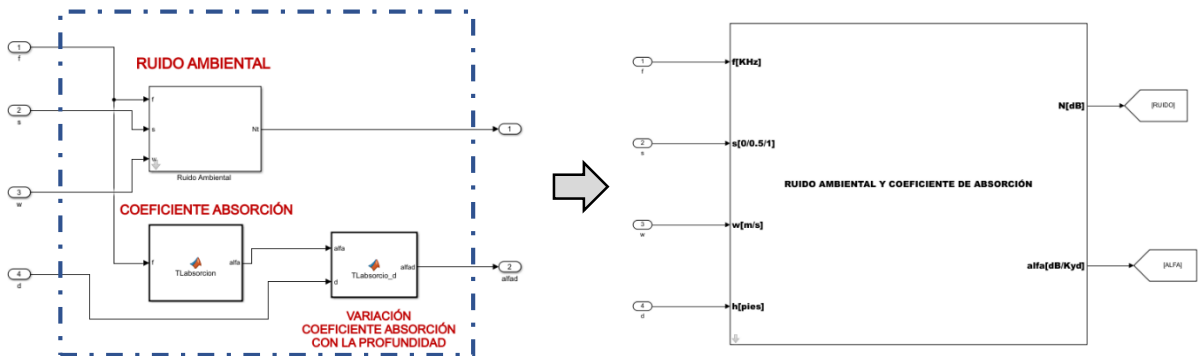 1
f
RUIDO AMBIENTAL
2
s
f
s
w
Nt
Ruido Ambiental
1
3
w
COEFICIENTE ABSORCIÓN
f
alfa
TLabsorcion
alfa
d
alfad
TLabsorcio_d
2
alfad
4
d
VARIACIÓN
COEFICIENTE ABSORCIÓN
CON LA PROFUNDIDAD
1
f
f[KHz]
N[dB]
[RUIDO]
2
s
s[0/0.5/1]
RUIDO AMBIENTAL Y COEFICIENTE DE ABSORCIÓN
3
w
w[m/s]
alfa[dB/Kyd]
[ALFA]
4
d
h[pies]